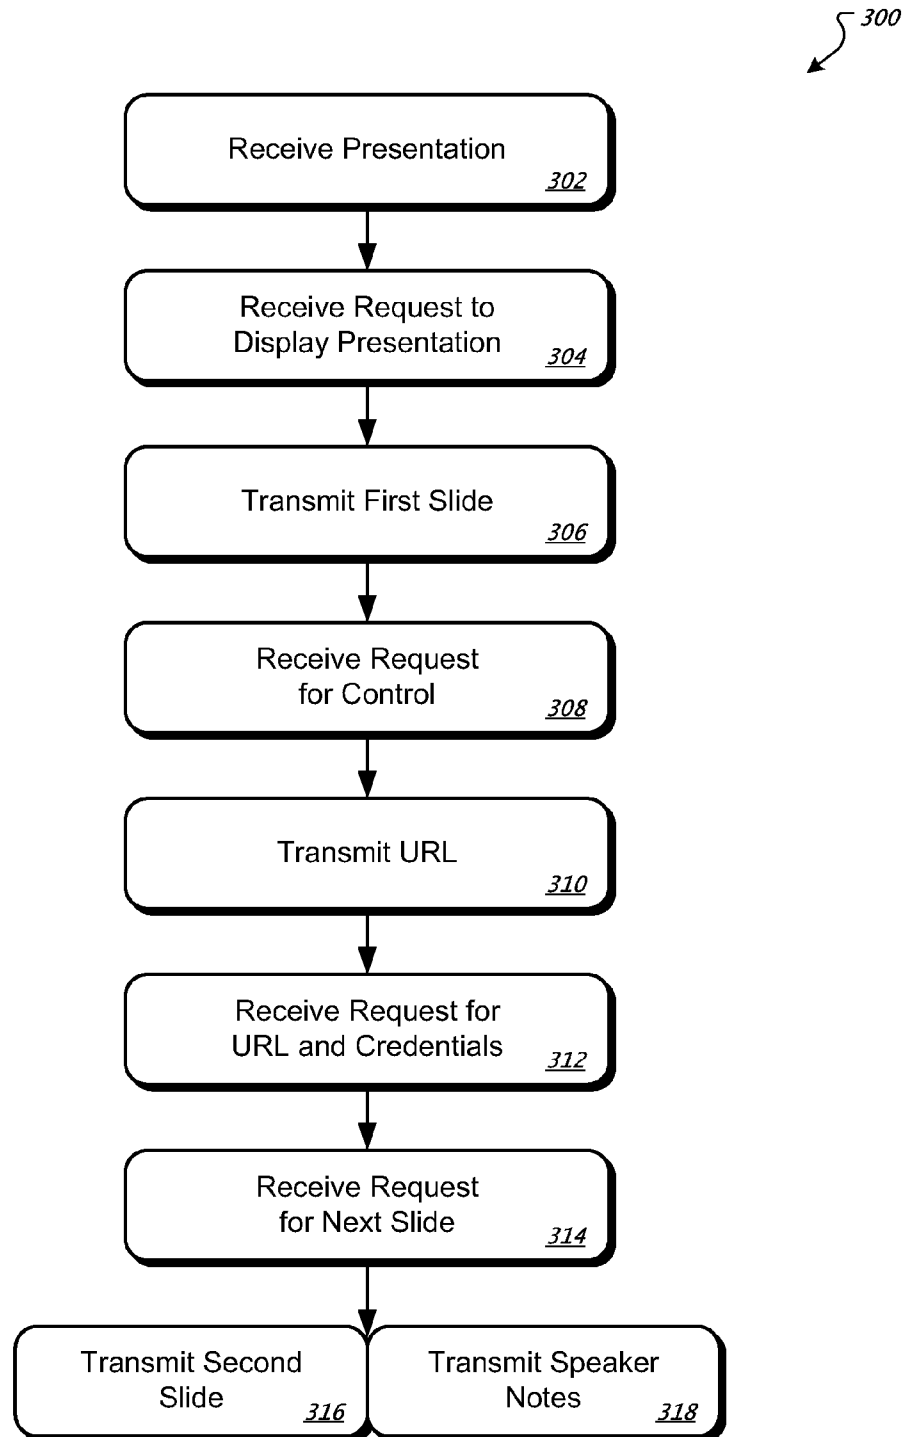 300
Receive Presentation
302
Receive Request to
Display Presentation
304
Transmit First Slide
306
Receive Request
for Control
308
Transmit URL
310
Receive Request for
URL and Credentials
312
Receive Request
for Next Slide
314
Transmit Second
Slide
316
Transmit Speaker
Notes
318